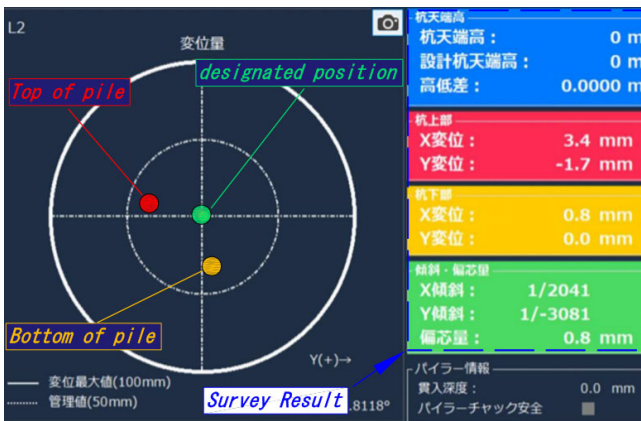 L2
変位量
designated position
Top of pile
Bottom of pile
Y(+)→
変位最大値(100mm)
管理値(50mm)
Survey Result
.8118°
杭天端高
杭天端高： 0 m
設計杭天端高： 0 m
高低差： 0.0000 m
杭上部
X変位： 3.4 mm
Y変位： -1.7 mm
杭下部
X変位： 0.8 mm
Y変位： 0.0 mm
傾斜・偏芯量
X傾斜： 1/2041
Y傾斜： 1/-3081
偏芯量： 0.8 mm
パイラー情報
貫入深度： 0.0 mm
パイラーチャック安全